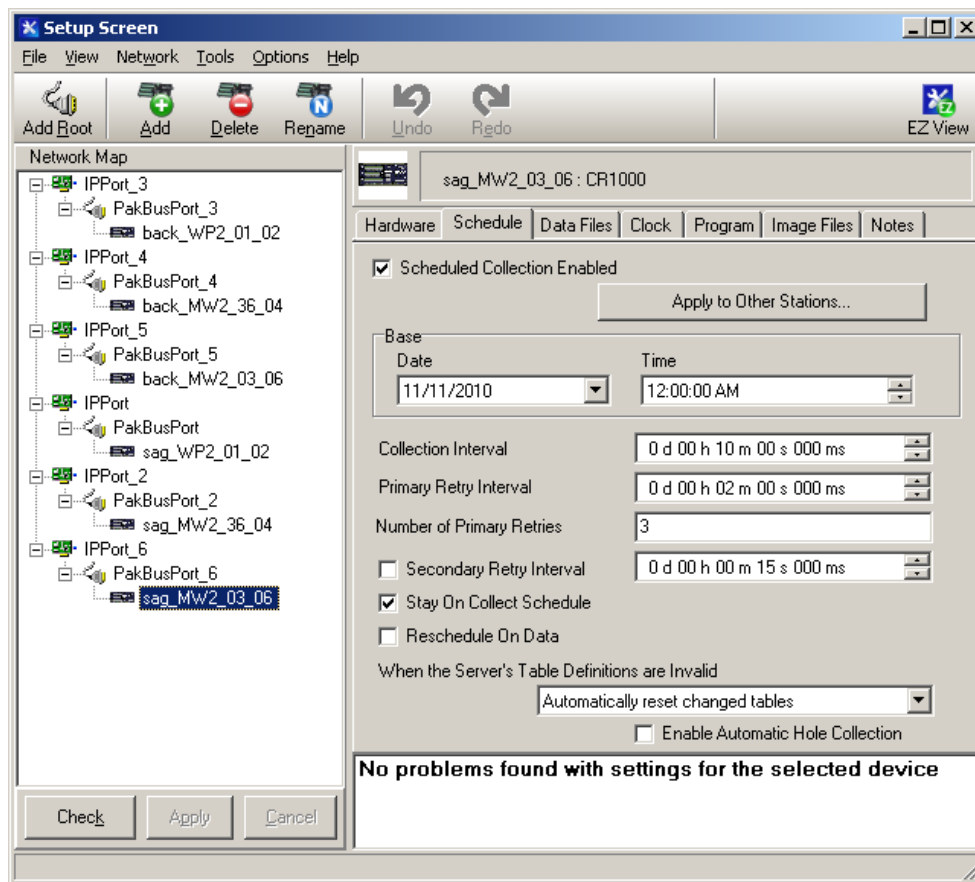 Setup Screen
File View Network Tools Options Help
Add Root Add Delete Rename Undo Redo EZ View
Network Map
IPPort_3
PakBusPort_3
back_WP2_01_02
IPPort_4
PakBusPort_4
back_MW2_36_04
IPPort_5
PakBusPort_5
back_MW2_03_06
IPPort
PakBusPort
sag_WP2_01_02
IPPort_2
PakBusPort_2
sag_MW2_36_04
IPPort_6
PakBusPort_6
sag_MW2_03_06
Check Apply Cancel
sag_MW2_03_06 : CR1000
Hardware Schedule Data Files Clock Program Image Files Notes
Scheduled Collection Enabled
Apply to Other Stations...
Base
Date Time
11/11/2010 12:00:00 AM
Collection Interval 0 d 00 h 10 m 00 s 000 ms
Primary Retry Interval 0 d 00 h 02 m 00 s 000 ms
Number of Primary Retries 3
Secondary Retry Interval 0 d 00 h 00 m 15 s 000 ms
Stay On Collect Schedule
Reschedule On Data
When the Server's Table Definitions are Invalid
Automatically reset changed tables
Enable Automatic Hole Collection
No problems found with settings for the selected device